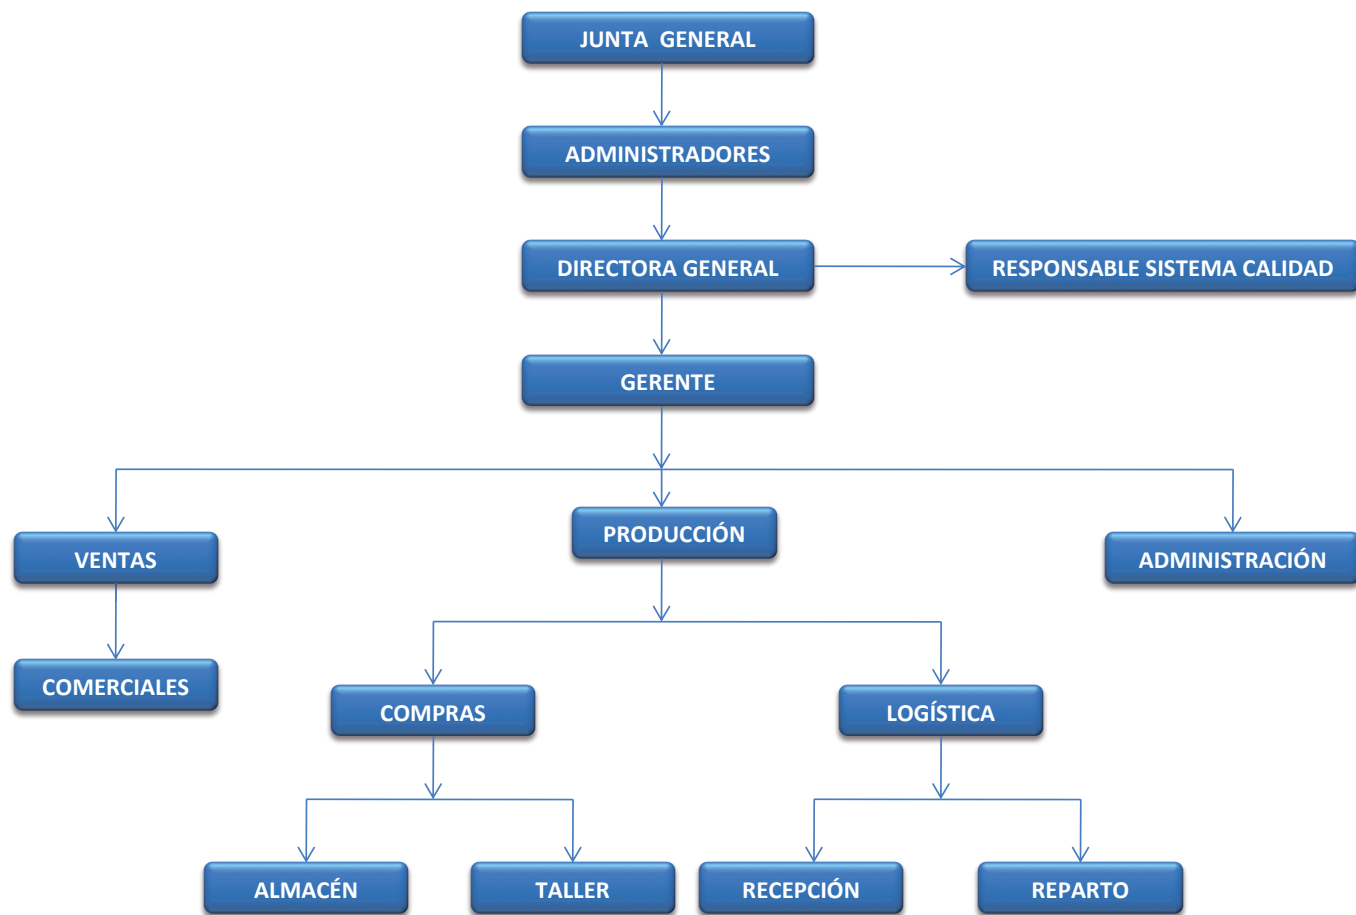 JUNTA  GENERAL
ADMINISTRADORES
DIRECTORA GENERAL
RESPONSABLE SISTEMA CALIDAD
GERENTE
PRODUCCIÓN
VENTAS
ADMINISTRACIÓN
COMERCIALES
COMPRAS
LOGÍSTICA
ALMACÉN
TALLER
RECEPCIÓN
REPARTO